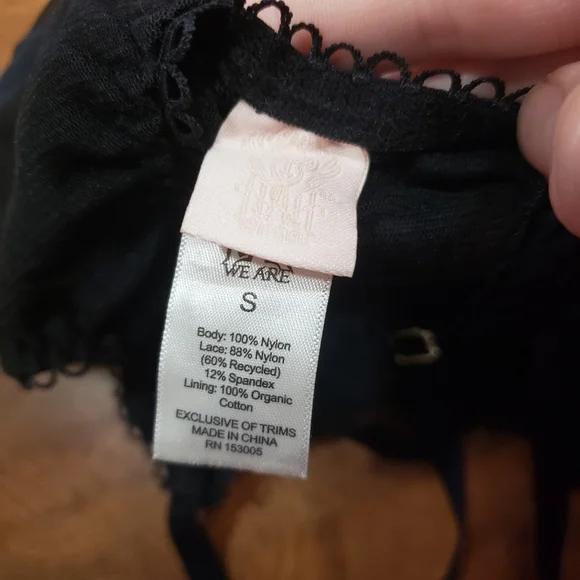 WE ARE
S
Body: 100% Nylon
Lace: 88% Nylon
(60% Recycled)
12% Spandex
Lining: 100% Organic
Cotton
EXCLUSIVE OF TRIMS
MADE IN CHINA
RN 153005